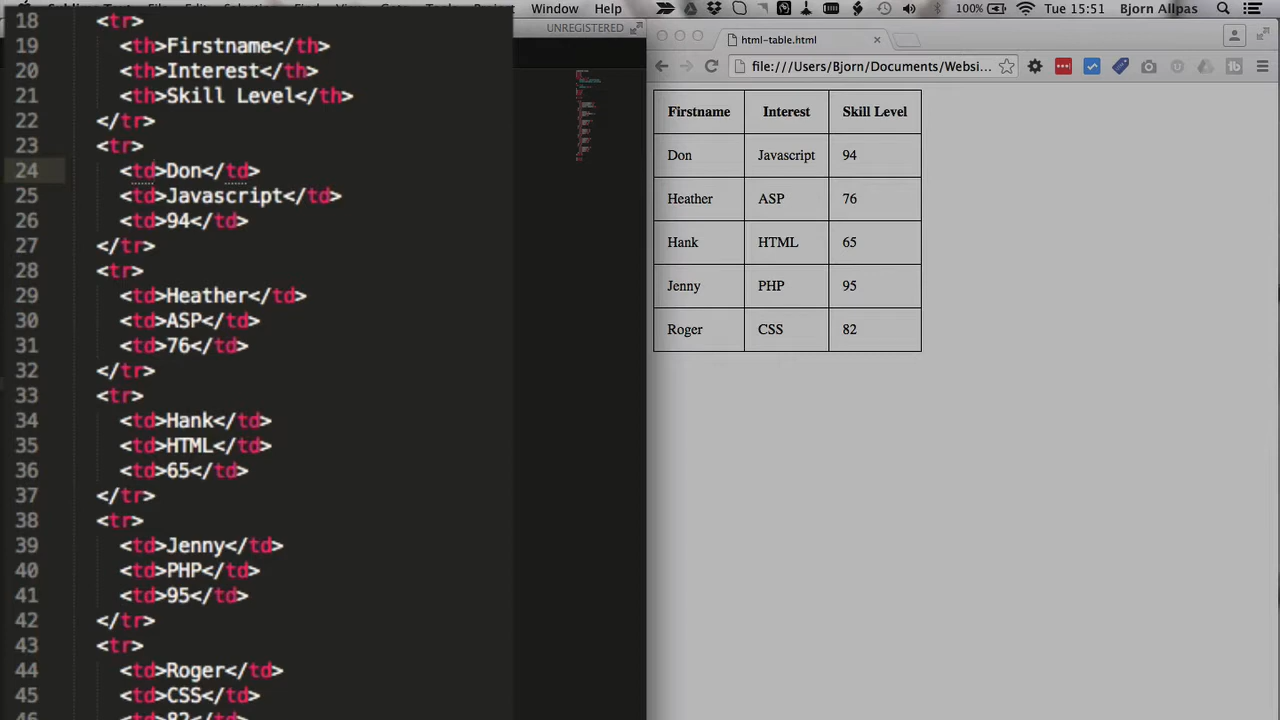 Window Help
100% Tue 15:51 Bjorn Allpas
UNREGISTERED
html-table.html
file:///Users/Bjorn/Documents/Websi...
18 <tr>
19 <th>Firstname</th>
20 <th>Interest</th>
21 <th>Skill Level</th>
22 </tr>
23 <tr>
24 <td>Don</td>
25 <td>Javascript</td>
26 <td>94</td>
27 </tr>
28 <tr>
29 <td>Heather</td>
30 <td>ASP</td>
31 <td>76</td>
32 </tr>
33 <tr>
34 <td>Hank</td>
35 <td>HTML</td>
36 <td>65</td>
37 </tr>
38 <tr>
39 <td>Jenny</td>
40 <td>PHP</td>
41 <td>95</td>
42 </tr>
43 <tr>
44 <td>Roger</td>
45 <td>CSS</td>
46 <td>82</td>
Firstname Interest Skill Level
Don Javascript 94
Heather ASP 76
Hank HTML 65
Jenny PHP 95
Roger CSS 82